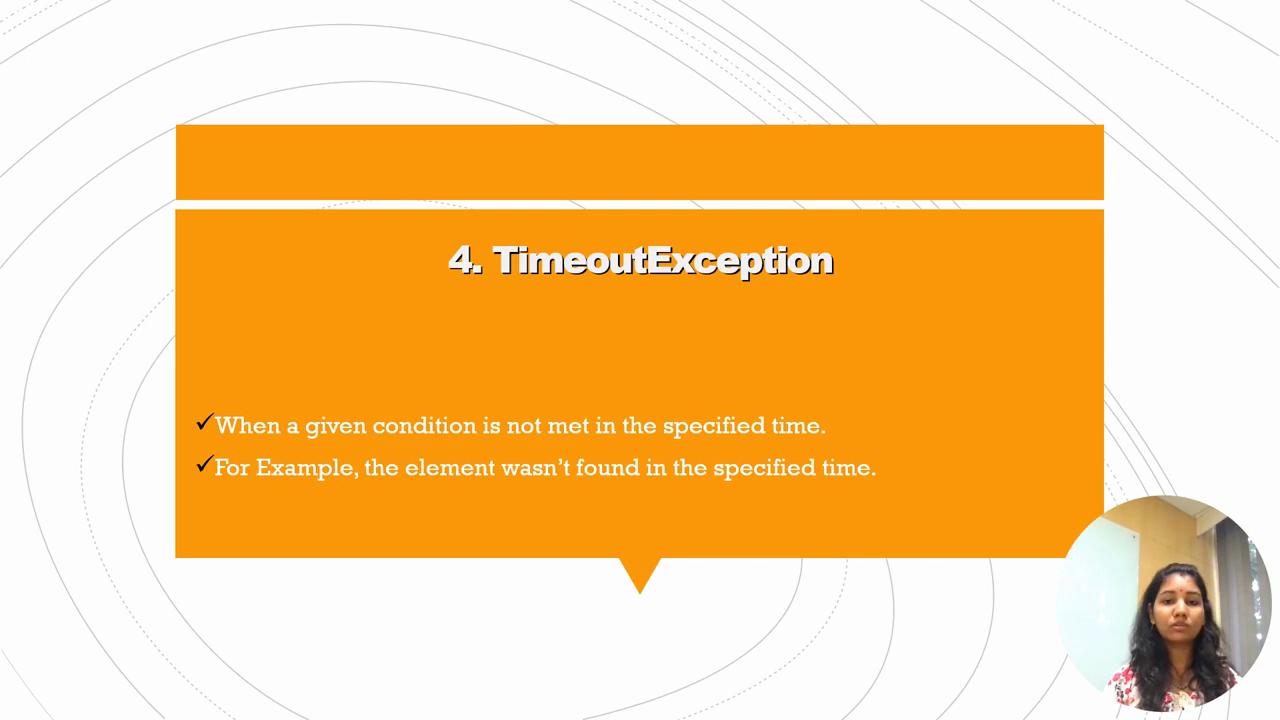 4. TimeoutException
✓When a given condition is not met in the specified time.
✓For Example, the element wasn't found in the specified time.